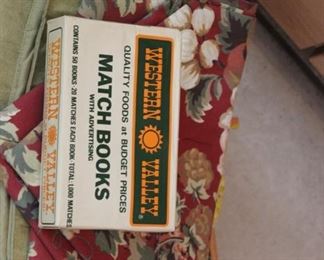 WESTERN VALLEY®
QUALITY FOODS at BUDGET PRICES
MATCH BOOKS
WITH ADVERTISING
CONTAINS 50 BOOKS · 20 MATCHES EACH BOOK · TOTAL 1,000 MATCHES
WESTERN VALLEY